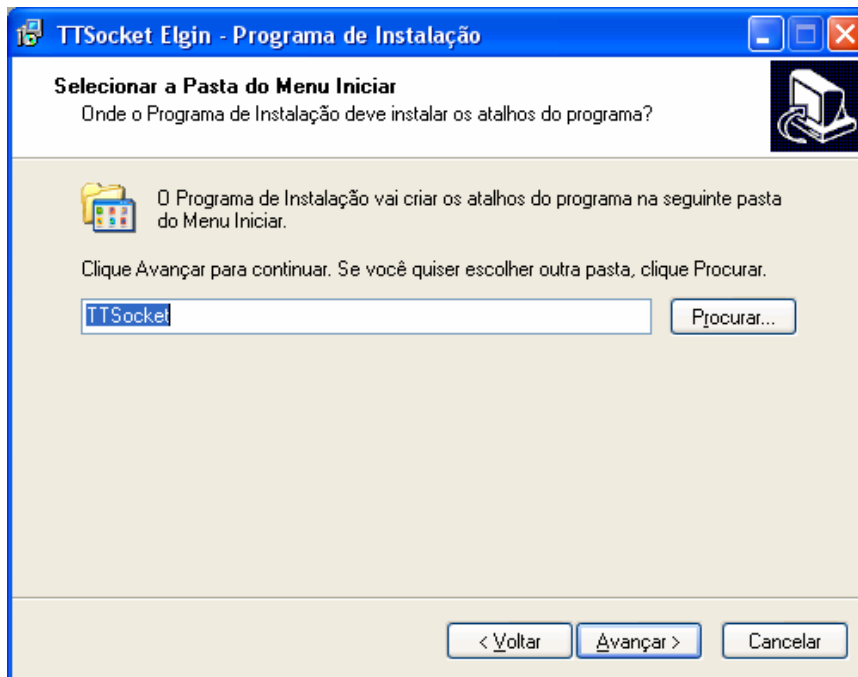 TTSocket Elgin - Programa de Instalação
Selecionar a Pasta do Menu Iniciar
Onde o Programa de Instalação deve instalar os atalhos do programa?
O Programa de Instalação vai criar os atalhos do programa na seguinte pasta
do Menu Iniciar.
Clique Avançar para continuar. Se você quiser escolher outra pasta, clique Procurar.
TTSocket
Procurar...
< Voltar
Avançar >
Cancelar